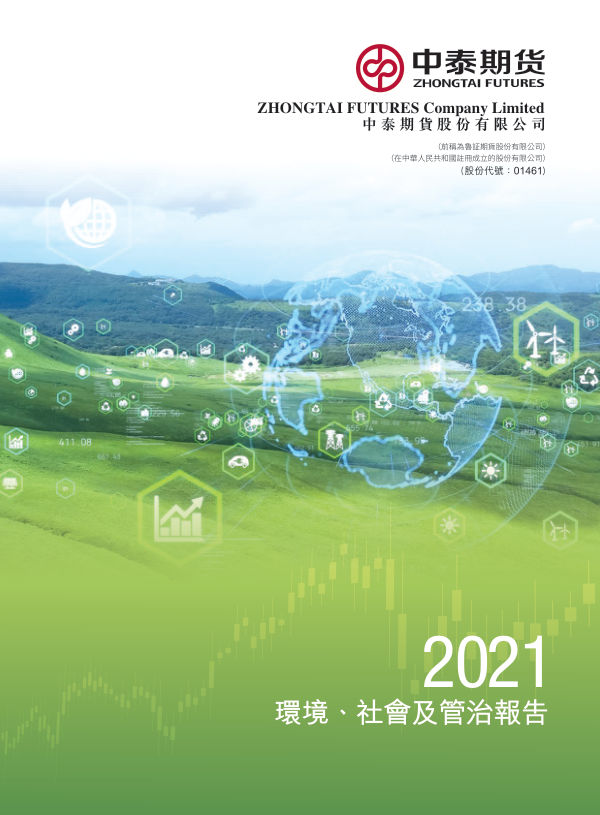 中泰期货
ZHONGTAI FUTURES
ZHONGTAI FUTURES Company Limited
中泰期貨股份有限公司
(前稱為魯証期貨股份有限公司)
(在中華人民共和國註冊成立的股份有限公司)
(股份代號：01461)
238.38
411.08
2021
環境、社會及管治報告